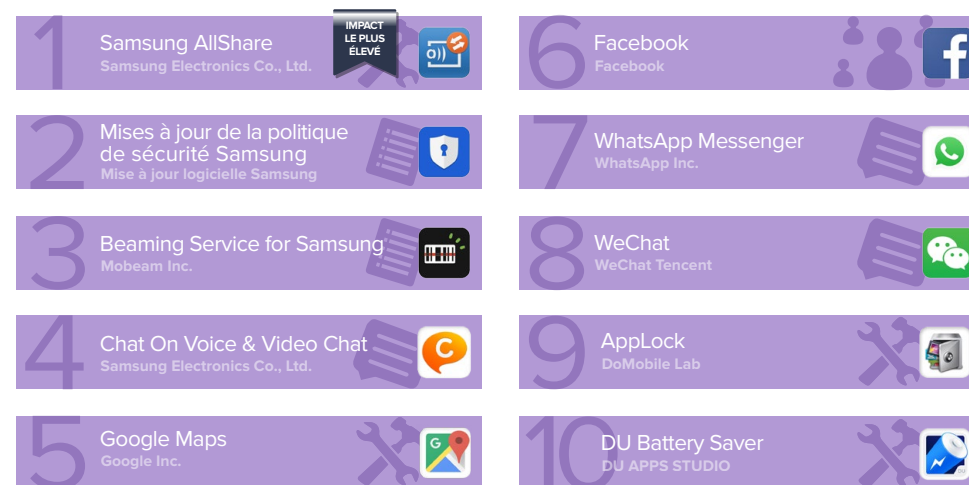 1
Samsung AllShare
Samsung Electronics Co., Ltd.
IMPACT
LE PLUS
ÉLEVÉ
2
Mises à jour de la politique
de sécurité Samsung
Mise à jour logicielle Samsung
3
Beaming Service for Samsung
Mobeam Inc.
4
Chat On Voice & Video Chat
Samsung Electronics Co., Ltd.
C
5
Google Maps
Google Inc.
G
6
Facebook
Facebook
f
7
WhatsApp Messenger
WhatsApp Inc.
8
WeChat
WeChat Tencent
9
AppLock
DoMobile Lab
10
DU Battery Saver
DU APPS STUDIO
DU